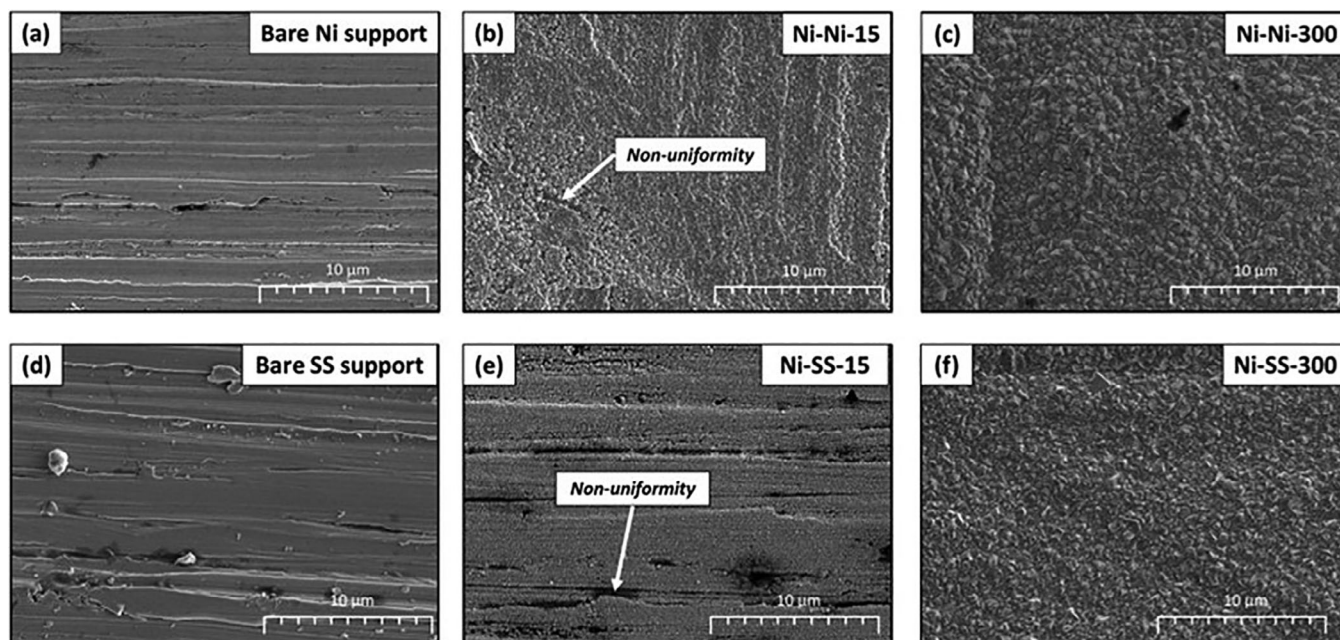 (a) Bare Ni support
10 μm
(b) Ni-Ni-15
Non-uniformity
10 μm
(c) Ni-Ni-300
10 μm
(d) Bare SS support
10 μm
(e) Ni-SS-15
Non-uniformity
10 μm
(f) Ni-SS-300
10 μm